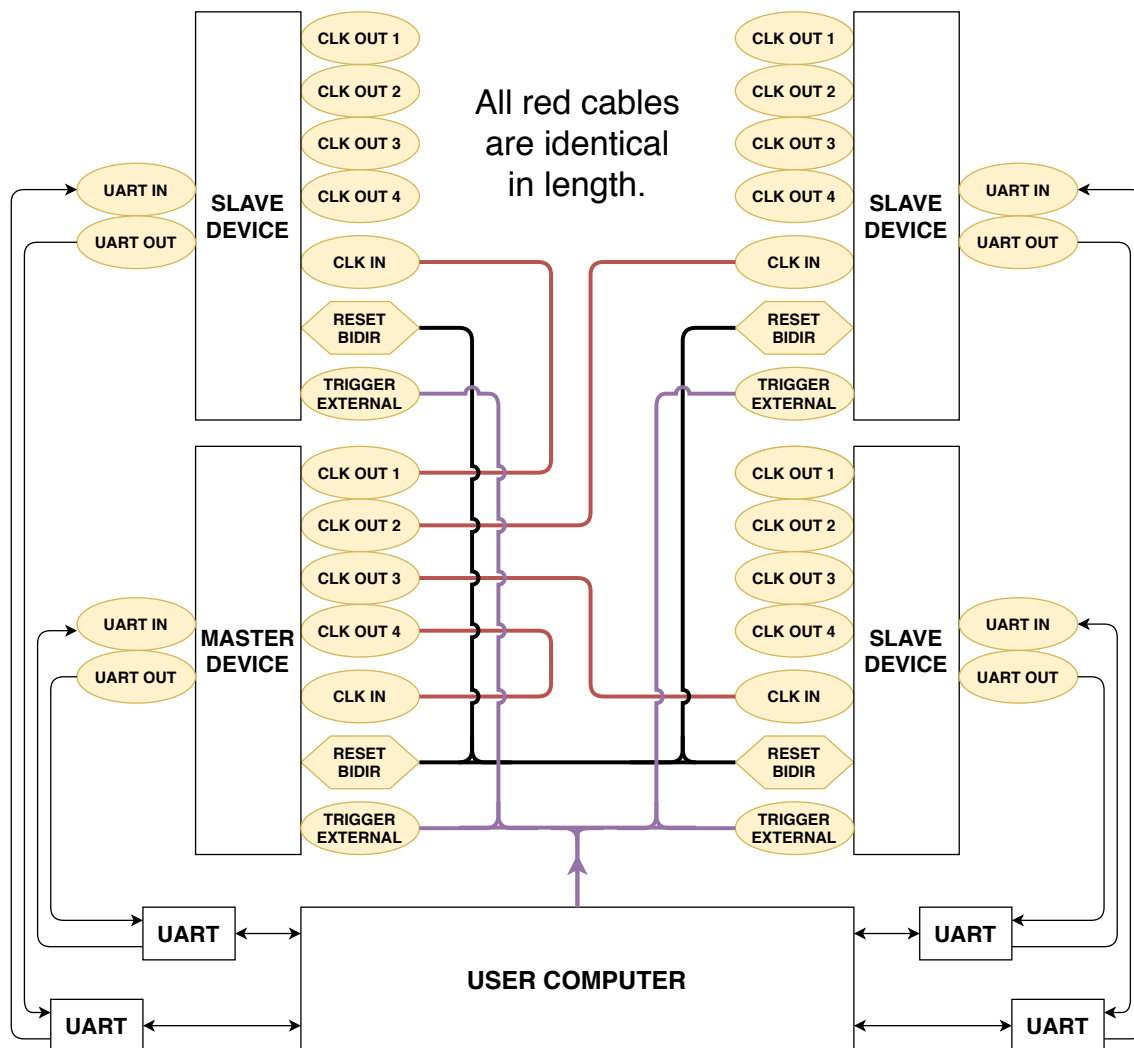 CLK OUT 1
CLK OUT 2
CLK OUT 3
CLK OUT 4
UART IN
UART OUT
SLAVE
DEVICE
CLK IN
RESET
BIDIR
TRIGGER
EXTERNAL
All red cables
are identical
in length.
CLK OUT 1
CLK OUT 2
CLK OUT 3
CLK OUT 4
CLK IN
RESET
BIDIR
TRIGGER
EXTERNAL
SLAVE
DEVICE
UART IN
UART OUT
UART IN
UART OUT
MASTER
DEVICE
CLK OUT 1
CLK OUT 2
CLK OUT 3
CLK OUT 4
CLK IN
RESET
BIDIR
TRIGGER
EXTERNAL
CLK OUT 1
CLK OUT 2
CLK OUT 3
CLK OUT 4
CLK IN
RESET
BIDIR
TRIGGER
EXTERNAL
SLAVE
DEVICE
UART IN
UART OUT
UART
UART
USER COMPUTER
UART
UART